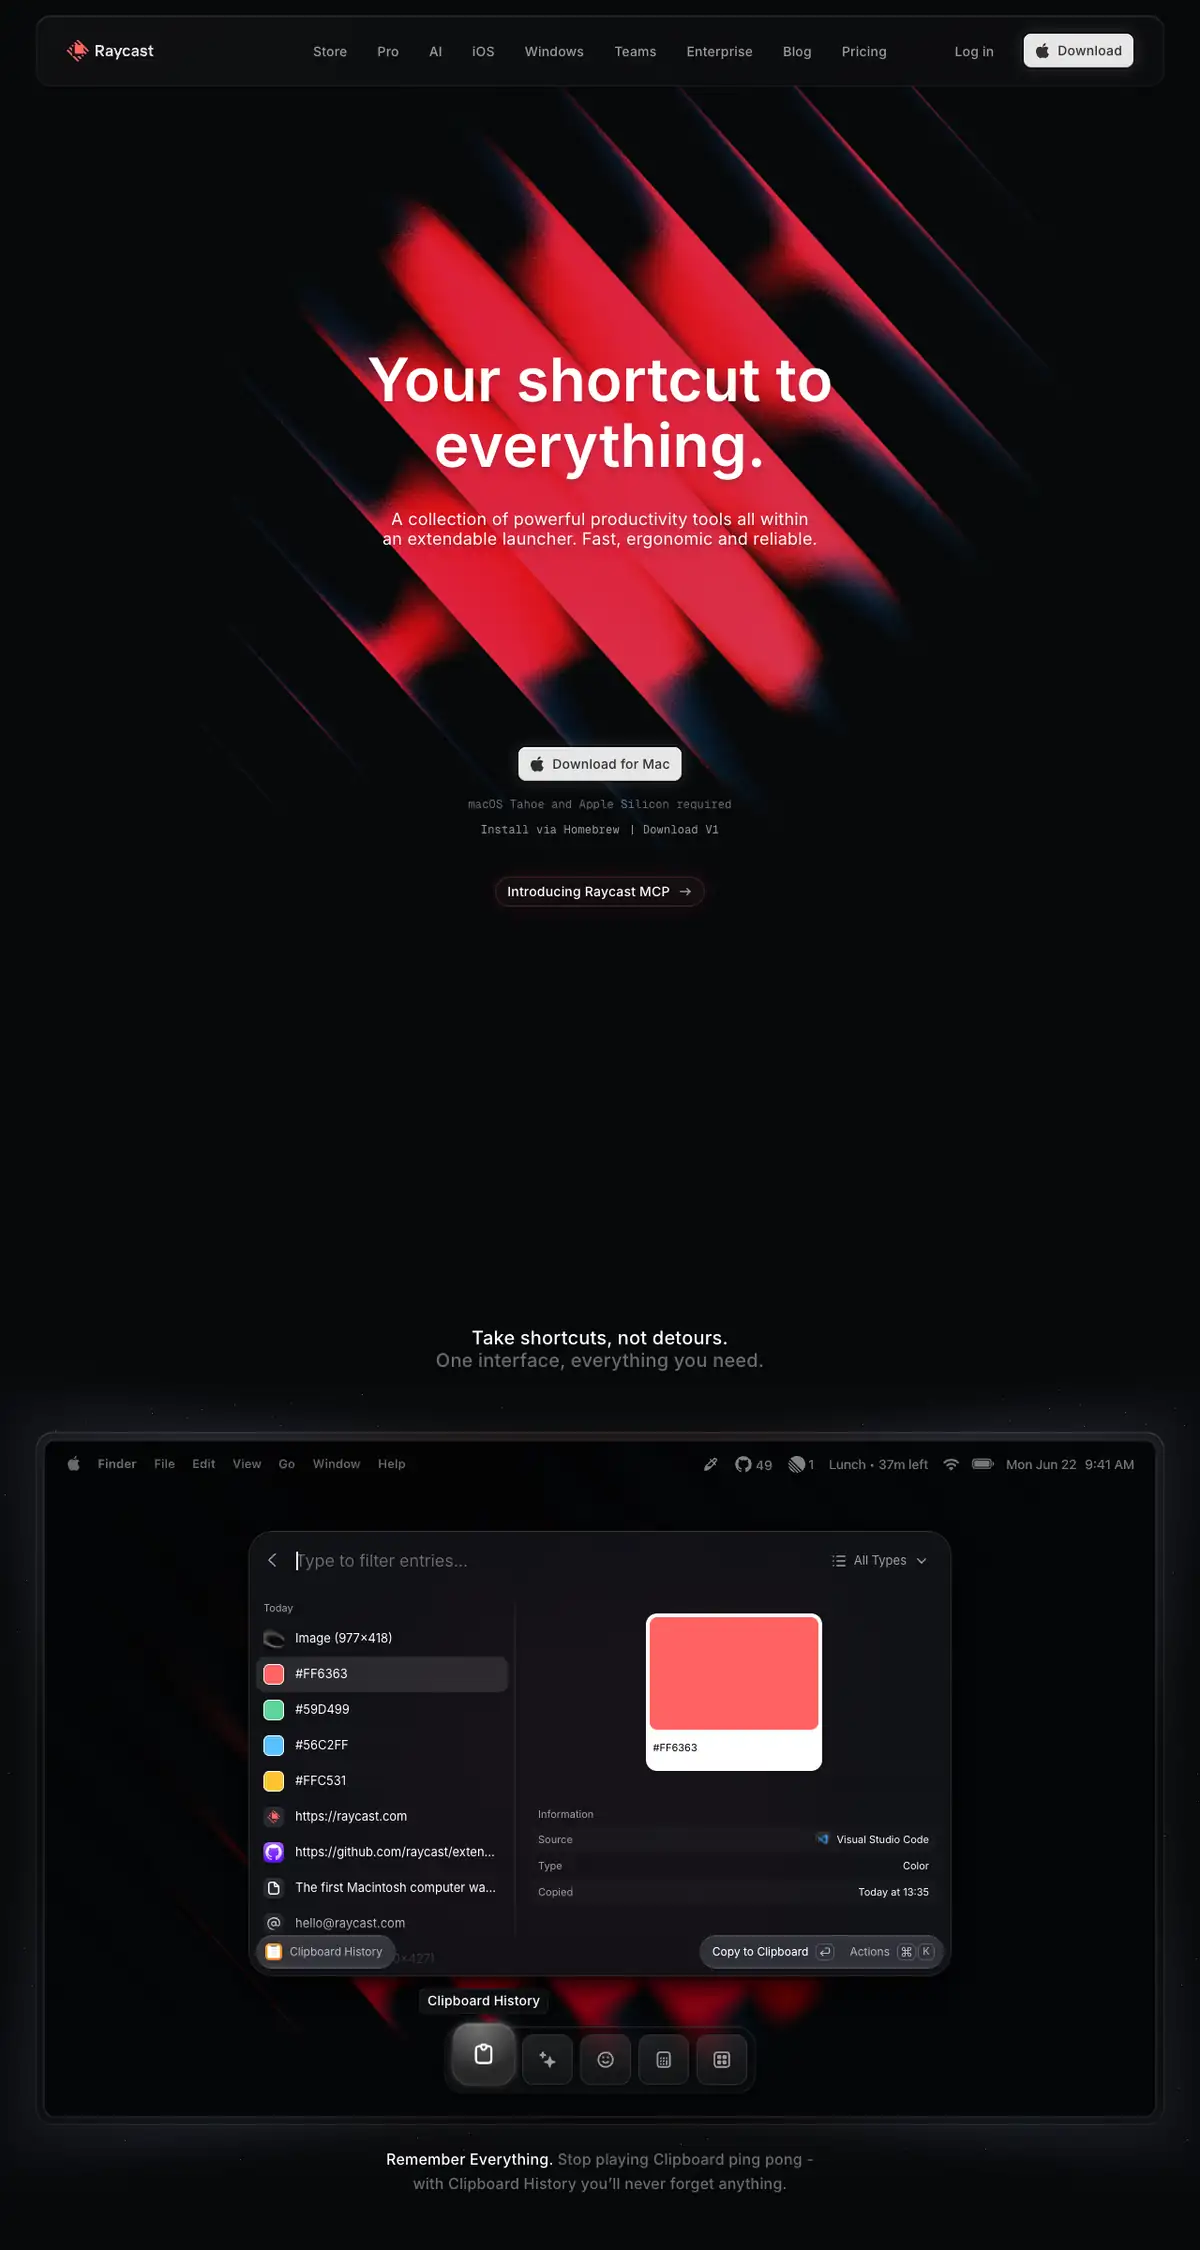 Raycast
Store
Pro
AI
iOS
Windows
Teams
Enterprise
Blog
Pricing
Log in
Download
Your shortcut to
everything.
A collection of powerful productivity tools all within
an extendable launcher. Fast, ergonomic and reliable.
Download for Mac
macOS Tahoe and Apple Silicon required
Install via Homebrew | Download V1
Introducing Raycast MCP →
Take shortcuts, not detours.
One interface, everything you need.
Finder
File
Edit
View
Go
Window
Help
49
1
Lunch • 37m left
Mon Jun 22 9:41 AM
Type to filter entries...
All Types
Today
Image (977×418)
#FF6363
#59D499
#56C2FF
#FFC531
https://raycast.com
https://github.com/raycast/exten...
The first Macintosh computer wa...
hello@raycast.com
×427)
#FF6363
Information
Source
Visual Studio Code
Type
Color
Copied
Today at 13:35
Clipboard History
Copy to Clipboard
Actions ⌘ K
Clipboard History
Remember Everything. Stop playing Clipboard ping pong -
with Clipboard History you’ll never forget anything.